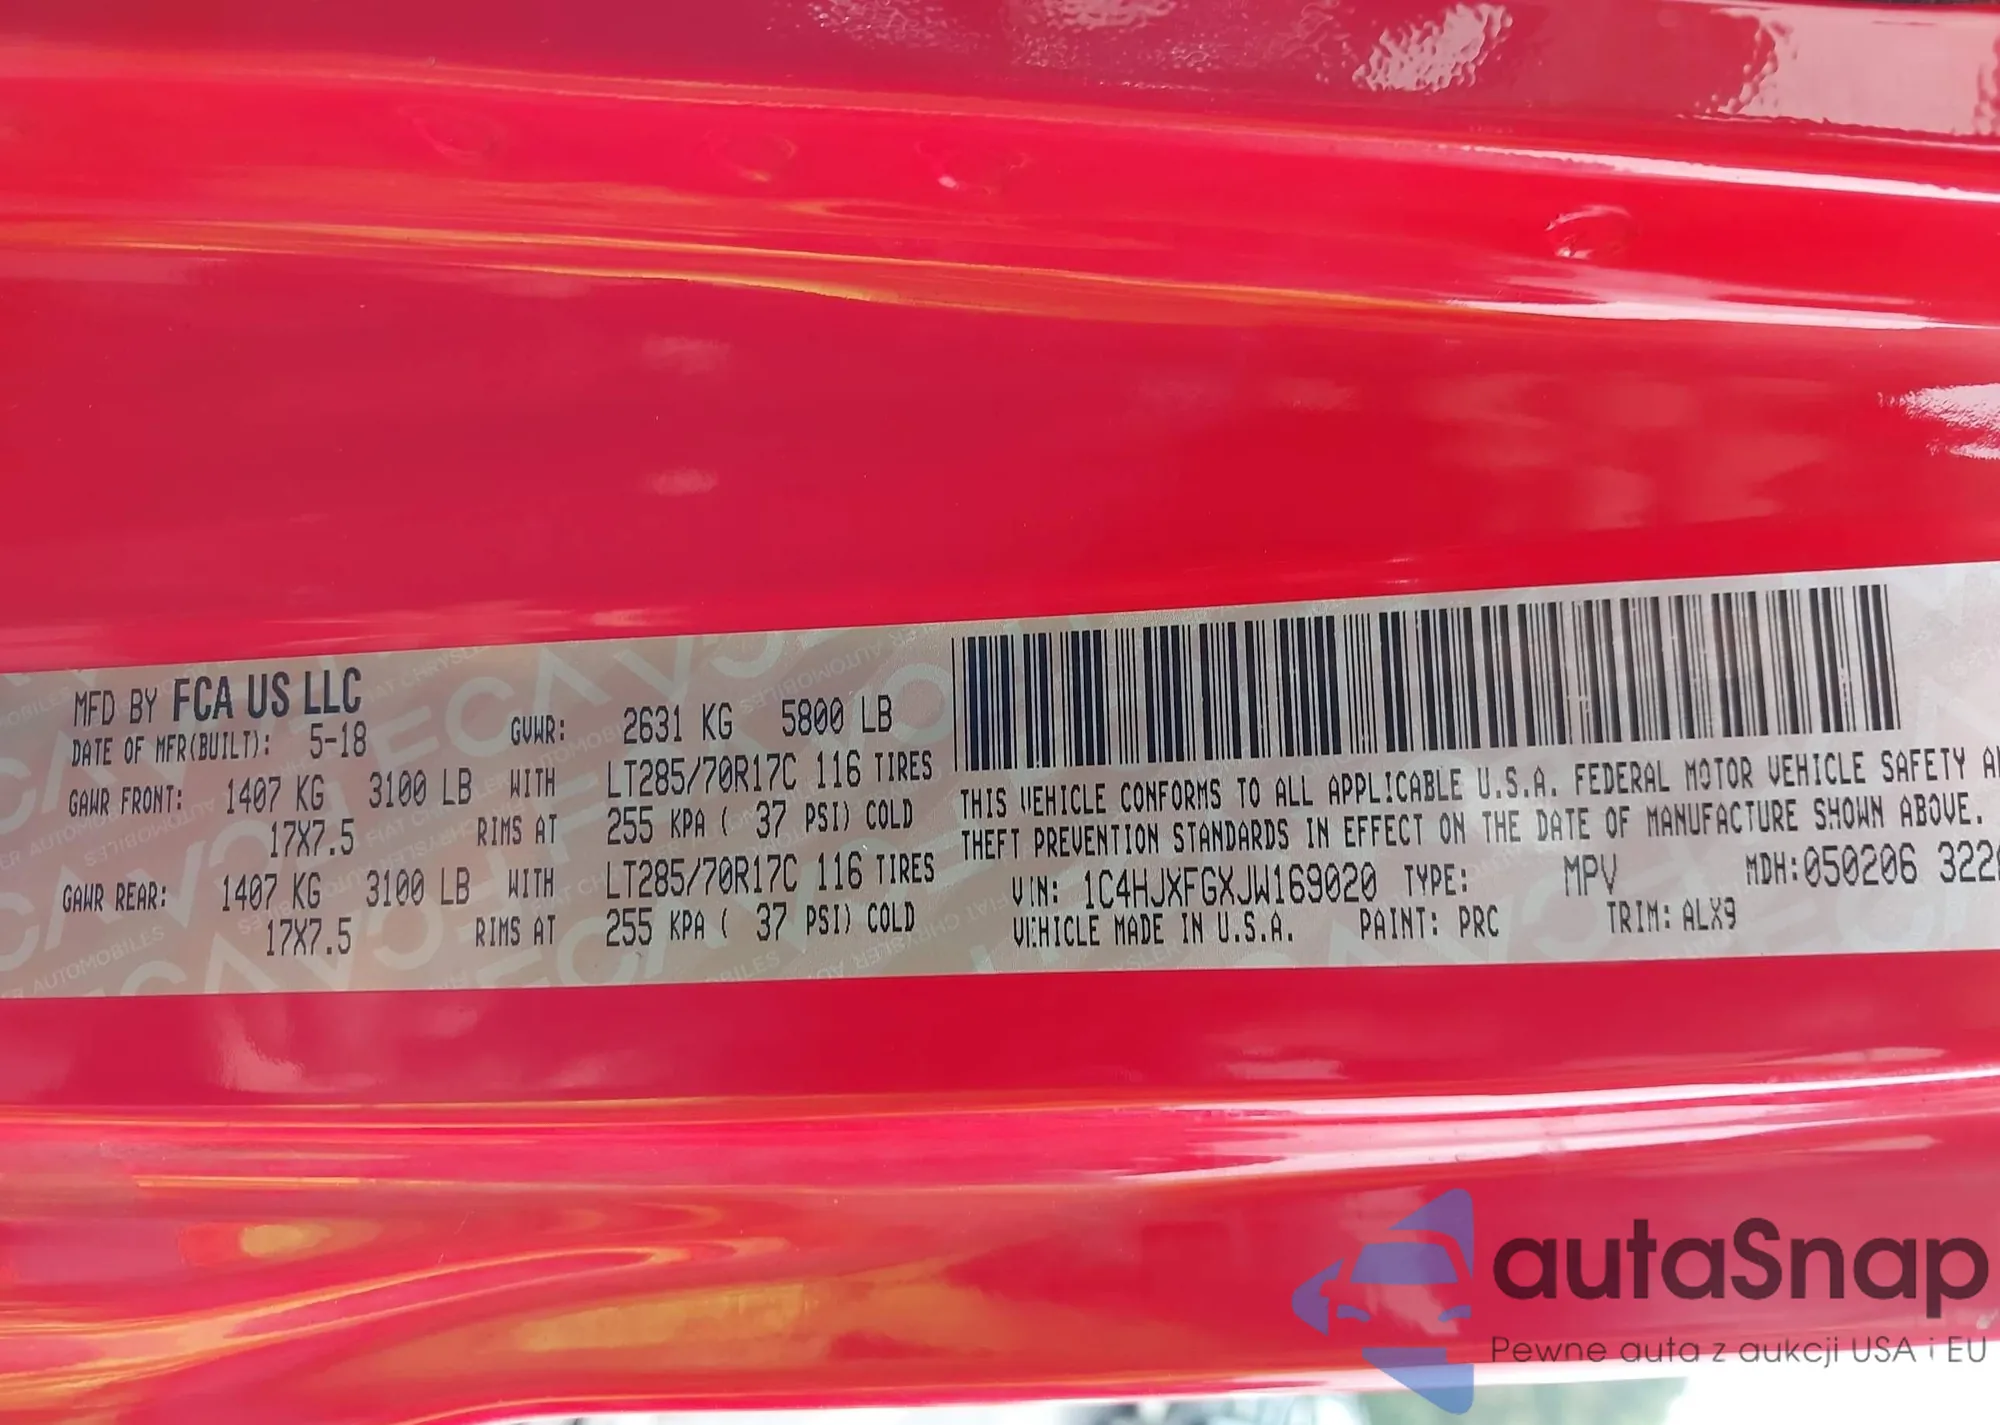 MFD BY FCA US LLC
DATE OF MFR(BUILT): 5-18 GVWR: 2631 KG 5800 LB
GAWR FRONT: 1407 KG 3100 LB WITH LT285/70R17C 116 TIRES
17X7.5 RIMS AT 255 KPA ( 37 PSI) COLD
GAWR REAR: 1407 KG 3100 LB WITH LT285/70R17C 116 TIRES
17X7.5 RIMS AT 255 KPA ( 37 PSI) COLD
THIS VEHICLE CONFORMS TO ALL APPLICABLE U.S.A. FEDERAL MOTOR VEHICLE SAFETY
THEFT PREVENTION STANDARDS IN EFFECT ON THE DATE OF MANUFACTURE SHOWN ABOVE.
VIN: 1C4HJXFGXJW169020 TYPE: MPV MDH:050206
VEHICLE MADE IN U.S.A. PAINT: PRC TRIM: ALX9
autaSnap
Pewne auta z aukcji USA i EU